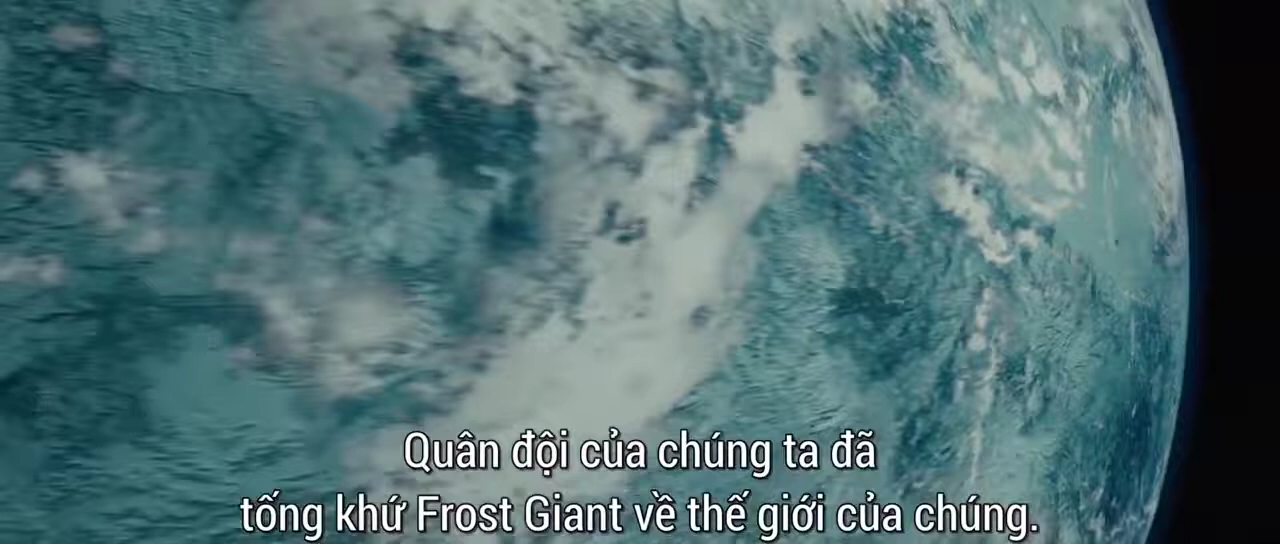 Quân đội của chúng ta đã
tống khứ Frost Giant về thế giới của chúng.